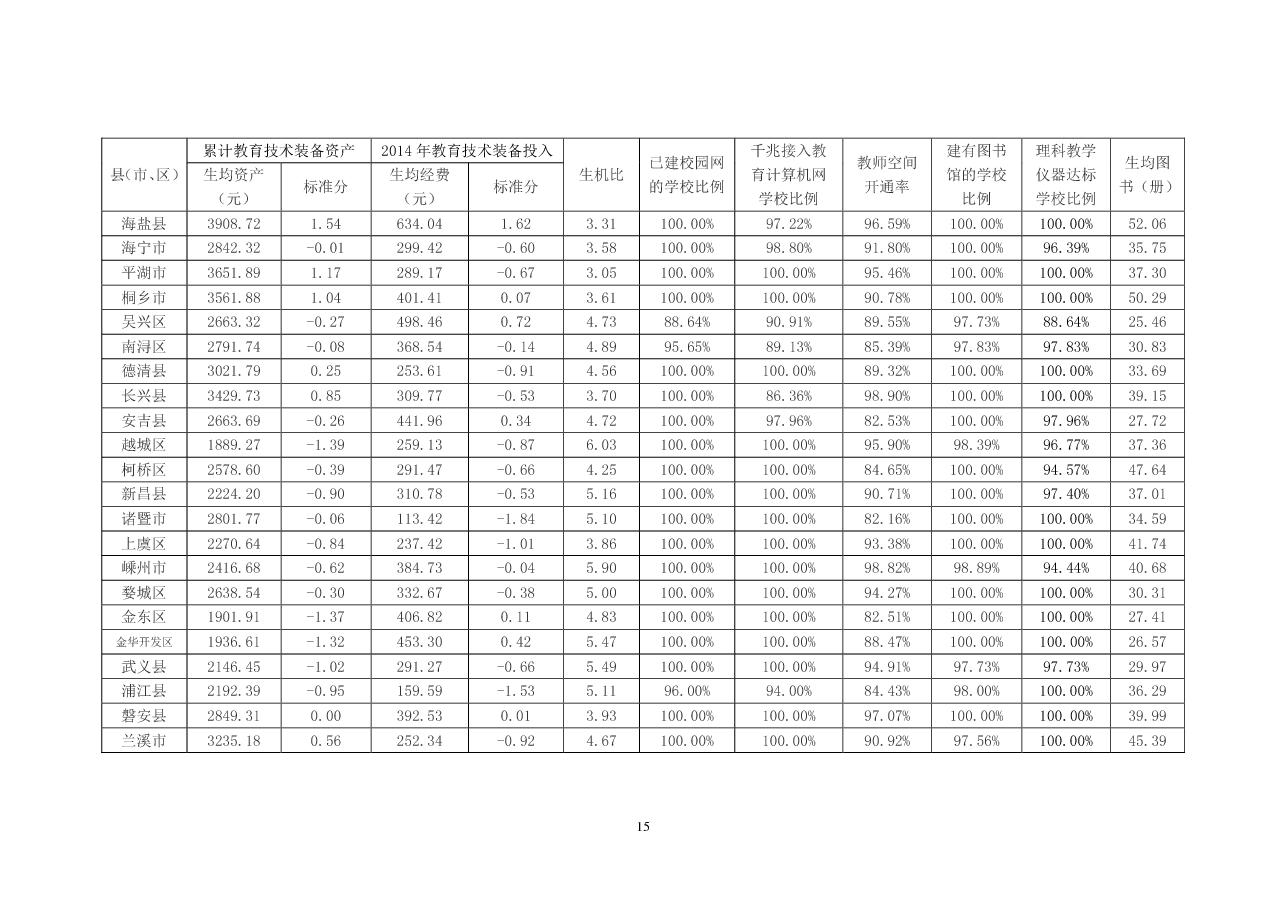 县（市、区） 累计教育技术装备资产 2014 年教育技术装备投入 生机比 已建校园网的学校比例 千兆接入教育计算机网学校比例 教师空间开通率 建有图书馆的学校比例 理科教学仪器达标学校比例 生均图书（册）
生均资产（元） 标准分 生均经费（元） 标准分
海盐县 3908.72 1.54 634.04 1.62 3.31 100.00% 97.22% 96.59% 100.00% 100.00% 52.06
海宁市 2842.32 -0.01 299.42 -0.60 3.58 100.00% 98.80% 91.80% 100.00% 96.39% 35.75
平湖市 3651.89 1.17 289.17 -0.67 3.05 100.00% 100.00% 95.46% 100.00% 100.00% 37.30
桐乡市 3561.88 1.04 401.41 0.07 3.61 100.00% 100.00% 90.78% 100.00% 100.00% 50.29
吴兴区 2663.32 -0.27 498.46 0.72 4.73 88.64% 90.91% 89.55% 97.73% 88.64% 25.46
南浔区 2791.74 -0.08 368.54 -0.14 4.89 95.65% 89.13% 85.39% 97.83% 97.83% 30.83
德清县 3021.79 0.25 253.61 -0.91 4.56 100.00% 100.00% 89.32% 100.00% 100.00% 33.69
长兴县 3429.73 0.85 309.77 -0.53 3.70 100.00% 86.36% 98.90% 100.00% 100.00% 39.15
安吉县 2663.69 -0.26 441.96 0.34 4.72 100.00% 97.96% 82.53% 100.00% 97.96% 27.72
越城区 1889.27 -1.39 259.13 -0.87 6.03 100.00% 100.00% 95.90% 98.39% 96.77% 37.36
柯桥区 2578.60 -0.39 291.47 -0.66 4.25 100.00% 100.00% 84.65% 100.00% 94.57% 47.64
新昌县 2224.20 -0.90 310.78 -0.53 5.16 100.00% 100.00% 90.71% 100.00% 97.40% 37.01
诸暨市 2801.77 -0.06 113.42 -1.84 5.10 100.00% 100.00% 82.16% 100.00% 100.00% 34.59
上虞区 2270.64 -0.84 237.42 -1.01 3.86 100.00% 100.00% 93.38% 100.00% 100.00% 41.74
嵊州市 2416.68 -0.62 384.73 -0.04 5.90 100.00% 100.00% 98.82% 98.89% 94.44% 40.68
婺城区 2638.54 -0.30 332.67 -0.38 5.00 100.00% 100.00% 94.27% 100.00% 100.00% 30.31
金东区 1901.91 -1.37 406.82 0.11 4.83 100.00% 100.00% 82.51% 100.00% 100.00% 27.41
金华开发区 1936.61 -1.32 453.30 0.42 5.47 100.00% 100.00% 88.47% 100.00% 100.00% 26.57
武义县 2146.45 -1.02 291.27 -0.66 5.49 100.00% 100.00% 94.91% 97.73% 97.73% 29.97
浦江县 2192.39 -0.95 159.59 -1.53 5.11 96.00% 94.00% 84.43% 98.00% 100.00% 36.29
磐安县 2849.31 0.00 392.53 0.01 3.93 100.00% 100.00% 97.07% 100.00% 100.00% 39.99
兰溪市 3235.18 0.56 252.34 -0.92 4.67 100.00% 100.00% 90.92% 97.56% 100.00% 45.39
15